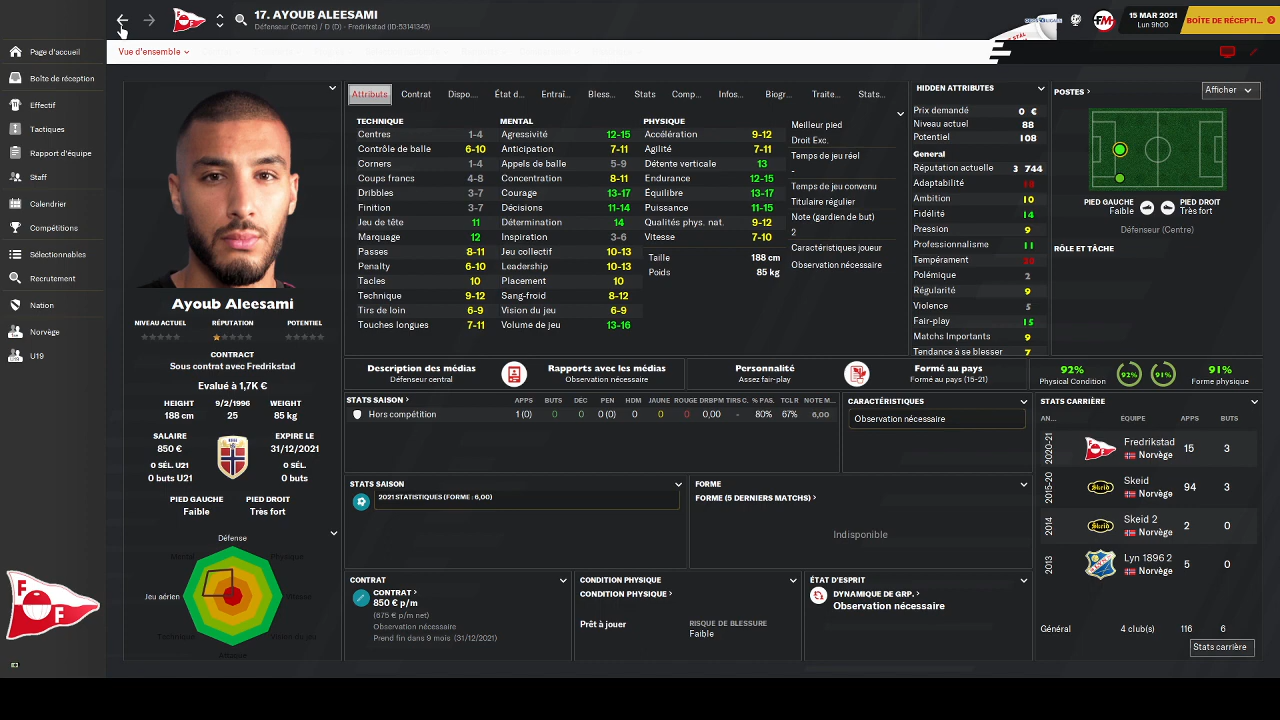 17. AYOUB ALEESAMI
Défenseur (Centre) / D (D) - Fredrikstad (ID-53141345)
15 MAR 2021
Lun 9h00
BOÎTE DE RÉCEPTI...
Page d'accueil
Boîte de réception
Effectif
Tactiques
Rapport d'équipe
Staff
Calendrier
Compétitions
Sélectionnables
Recrutement
Nation
Norvège
U19
Vue d'ensemble
Ayoub Aleesami
NIVEAU ACTUEL RÉPUTATION POTENTIEL
CONTRACT
Sous contrat avec Fredrikstad
Evalué à 1,7K €
HEIGHT 9/2/1996 WEIGHT
188 cm 25 85 kg
SALAIRE EXPIRE LE
850 € 31/12/2021
0 SÉL. U21 0 SÉL.
0 buts U21 0 buts
PIED GAUCHE PIED DROIT
Faible Très fort
Défense
Jeu aérien
Attributs Contrat Dispo... État d... Entraî... Bless... Stats Comp... Infos... Biogr... Traite... Stats...
TECHNIQUE
Centres 1-4
Contrôle de balle 6-10
Corners 1-4
Coups francs 4-8
Dribbles 3-7
Finition 3-7
Jeu de tête 11
Marquage 12
Passes 8-11
Penalty 6-10
Tacles 10
Technique 9-12
Tirs de loin 6-9
Touches longues 7-11
MENTAL
Agressivité 12-15
Anticipation 7-11
Appels de balle 5-9
Concentration 8-11
Courage 13-17
Décisions 11-14
Détermination 14
Inspiration 3-6
Jeu collectif 10-13
Leadership 10-13
Placement 10
Sang-froid 8-12
Vision du jeu 6-9
Volume de jeu 13-16
PHYSIQUE
Accélération 9-12
Agilité 7-11
Détente verticale 13
Endurance 12-15
Équilibre 13-17
Puissance 11-15
Qualités phys. nat. 9-12
Vitesse 7-10
Taille 188 cm
Poids 85 kg
Meilleur pied
Droit Exc.
Temps de jeu réel
-
Temps de jeu convenu
Titulaire régulier
Note (gardien de but)
2
Caractéristiques joueur
Observation nécessaire
HIDDEN ATTRIBUTES
Prix demandé 0 €
Niveau actuel 88
Potentiel 108
General
Réputation actuelle 3 744
Adaptabilité
Ambition 10
Fidélité 14
Pression 9
Professionnalisme 11
Tempérament
Polémique 2
Régularité 9
Violence 5
Fair-play 15
Matchs Importants 9
Tendance à se blesser 7
POSTES
Afficher
PIED GAUCHE PIED DROIT
Faible Très fort
Défenseur (Centre)
RÔLE ET TÂCHE
Description des médias
Défenseur central
Rapports avec les médias
Observation nécessaire
Personnalité
Assez fair-play
Formé au pays
Formé au pays (15-21)
92%
Physical Condition
92%
91%
91%
Forme physique
STATS SAISON
APPS BUTS DÉC PEN HDM JAUNE ROUGE DRBPM TIRS C. % PAS. TCLR NOTE M...
Hors compétition 1 (0) 0 0 0 (0) 0 0 0 0,00 - 80% 67% 6,00
CARACTÉRISTIQUES
Observation nécessaire
STATS SAISON
2021 STATISTIQUES (FORME : 6,00)
FORME
FORME (5 DERNIERS MATCHS)
Indisponible
CONTRAT
CONTRAT
850 € p/m
(675 € p/m net)
Observation nécessaire
Prend fin dans 9 mois (31/12/2021)
CONDITION PHYSIQUE
CONDITION PHYSIQUE
Prêt à jouer
RISQUE DE BLESSURE
Faible
ÉTAT D'ESPRIT
DYNAMIQUE DE GRP.
Observation nécessaire
STATS CARRIÈRE
AN... EQUIPE APPS BUTS
2020-21 Fredrikstad Norvège 15 3
2015-20 Skeid Norvège 94 3
2014 Skeid 2 Norvège 2 0
2013 Lyn 1896 2 Norvège 5 0
Général 4 club(s) 116 6
Stats carrière